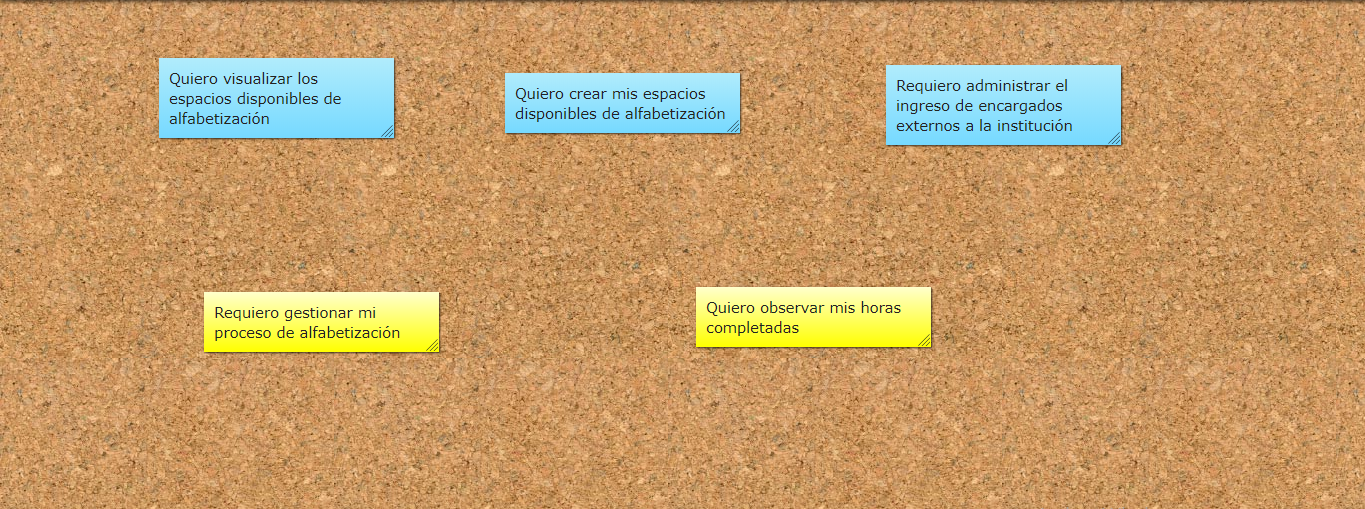 Quiero visualizar los
espacios disponibles de
alfabetización
Quiero crear mis espacios
disponibles de alfabetización
Requiero administrar el
ingreso de encargados
externos a la institución
Requiero gestionar mi
proceso de alfabetización
Quiero observar mis horas
completadas